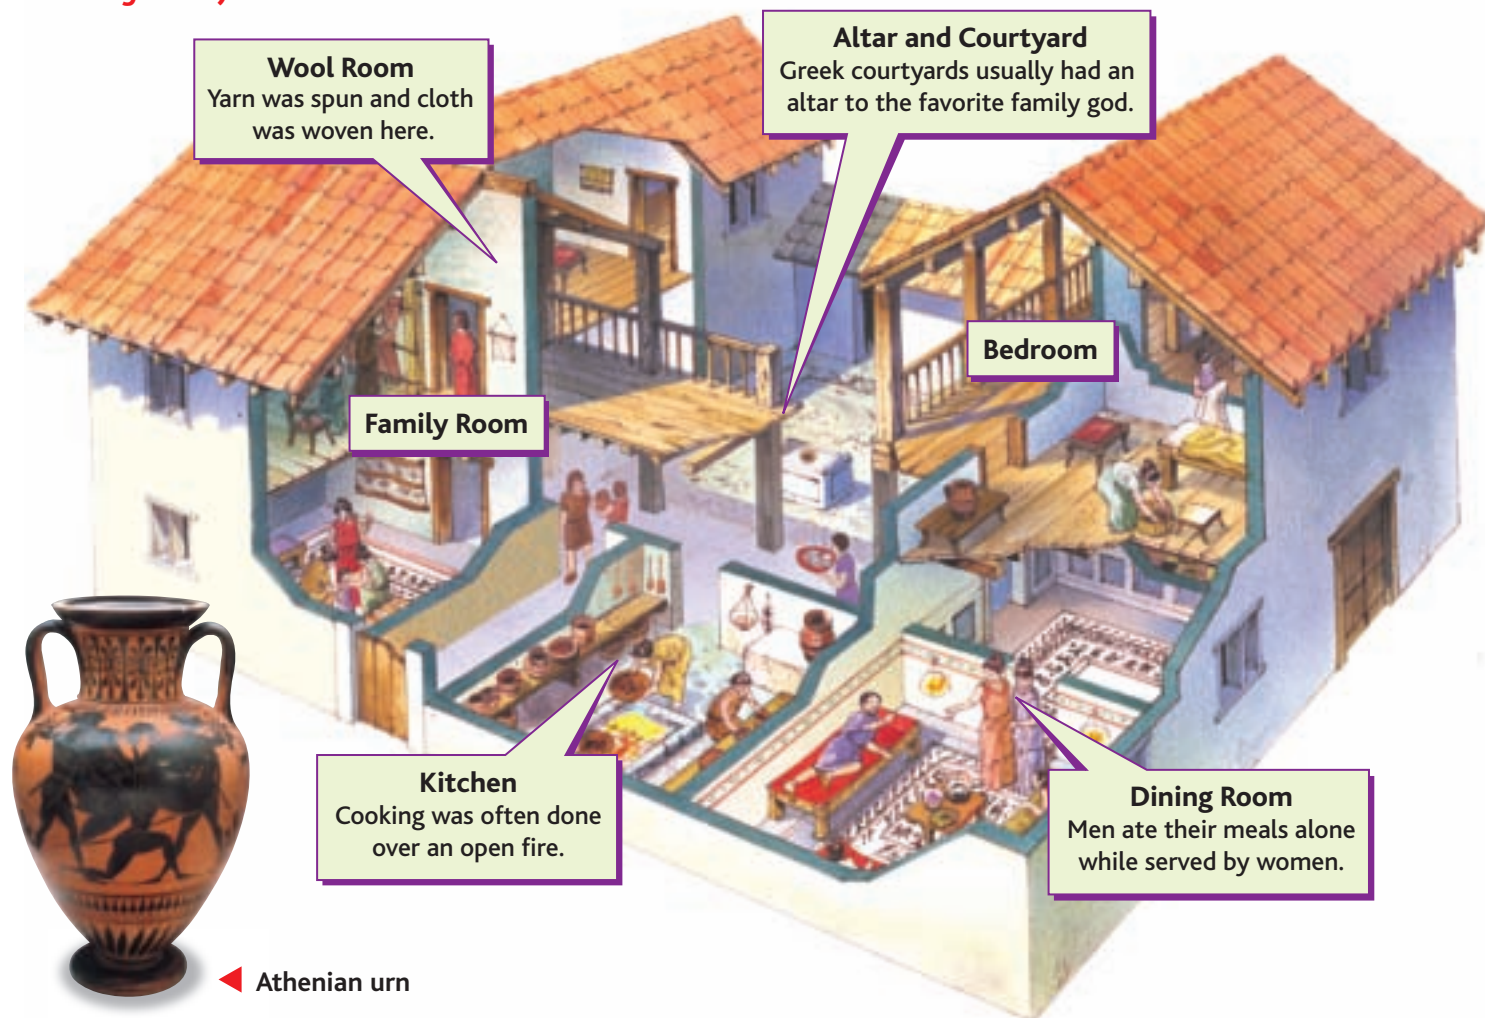 Wool Room
Yarn was spun and cloth
was woven here.
Altar and Courtyard
Greek courtyards usually had an
altar to the favorite family god.
Bedroom
Family Room
Kitchen
Cooking was often done
over an open fire.
Dining Room
Men ate their meals alone
while served by women.
Athenian urn